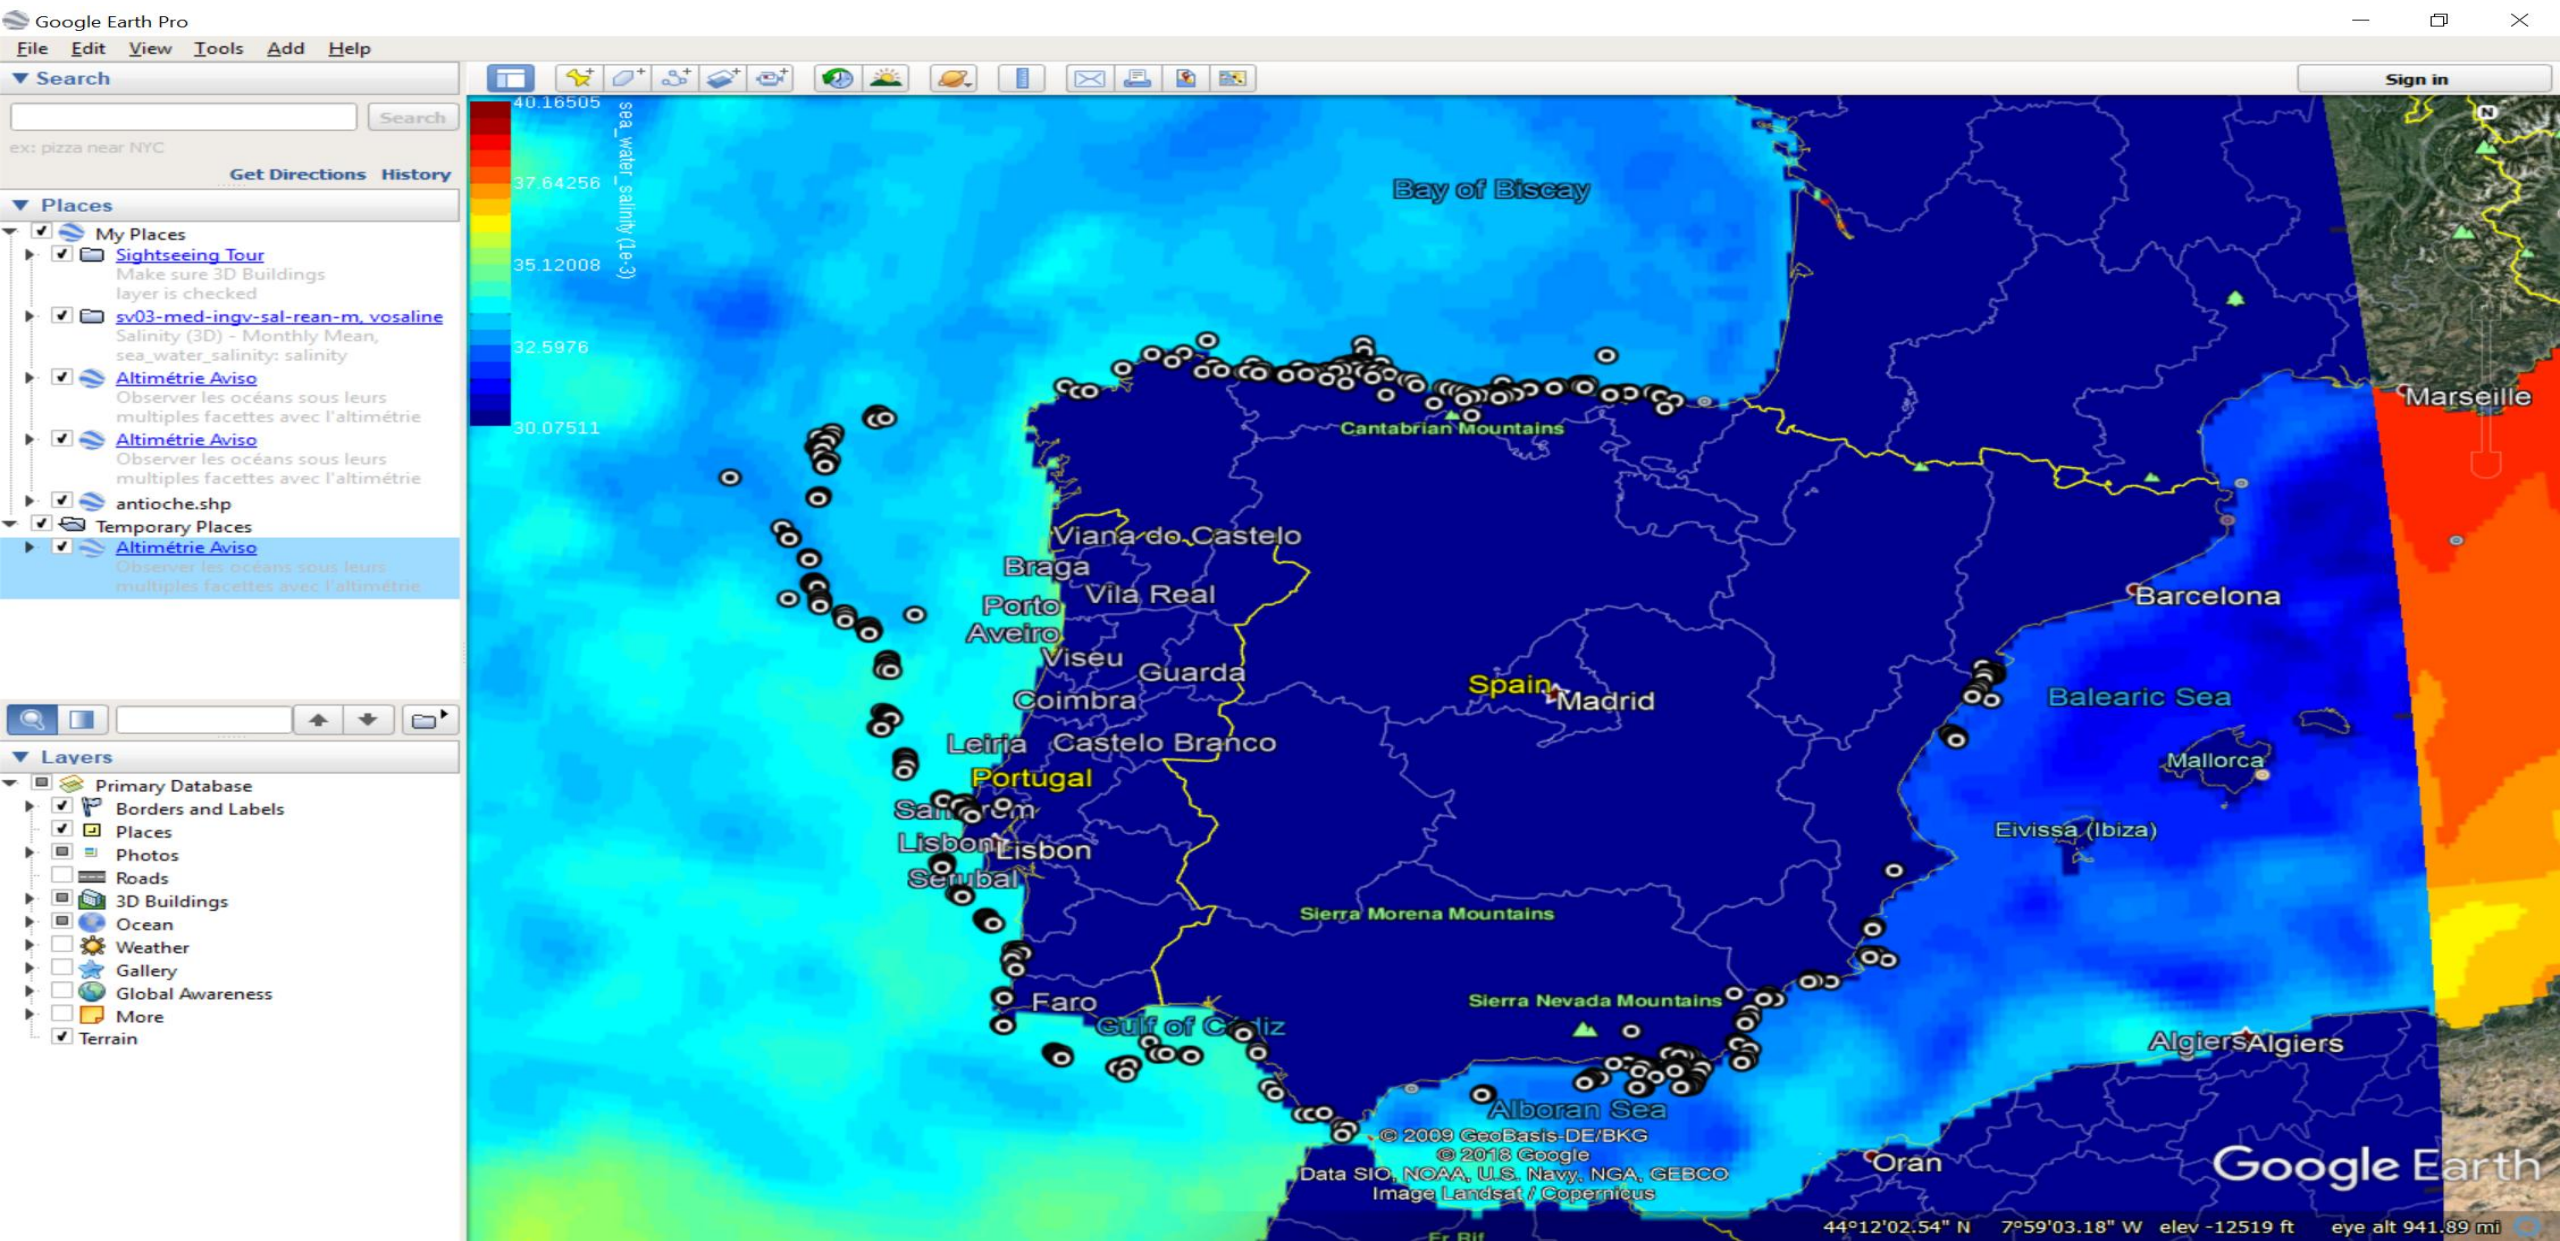 Google Earth Pro
File Edit View Tools Add Help
Search
Search
ex: pizza near NYC
Get Directions History
Places
My Places
Sightseeing Tour
Make sure 3D Buildings
layer is checked
sv03-med-ingv-sal-rean-m, vosaline
Salinity (3D) - Monthly Mean,
sea_water_salinity: salinity
Altimétrie Aviso
Observer les océans sous leurs
multiples facettes avec l'altimétrie
Altimétrie Aviso
Observer les océans sous leurs
multiples facettes avec l'altimétrie
antioche.shp
Temporary Places
Altimétrie Aviso
Observer les océans sous leurs
multiples facettes avec l'altimétrie
Layers
Primary Database
Borders and Labels
Places
Photos
Roads
3D Buildings
Ocean
Weather
Gallery
Global Awareness
More
Terrain
Sign in
40.16505
37.64256
35.12008
32.5976
30.07511
sea_water_salinity (1e-3)
N
Bay of Biscay
Marseille
Cantabrian Mountains
Viana do Castelo
Braga
Vila Real
Porto
Barcelona
Aveiro
Viseu
Guarda
Spain
Madrid
Coimbra
Balearic Sea
Leiria
Castelo Branco
Mallorca
Portugal
Eivissa (Ibiza)
Lisbon
Lisbon
Setubal
Sierra Morena Mountains
Faro
Sierra Nevada Mountains
Gulf of Cadiz
Algiers
Algiers
Alboran Sea
© 2009 GeoBasis-DE/BKG
© 2018 Google
Oran
Data SIO, NOAA, U.S. Navy, NGA, GEBCO
Image Landsat / Copernicus
Google Earth
44°12'02.54" N 7°59'03.18" W elev -12519 ft eye alt 941.89 mi